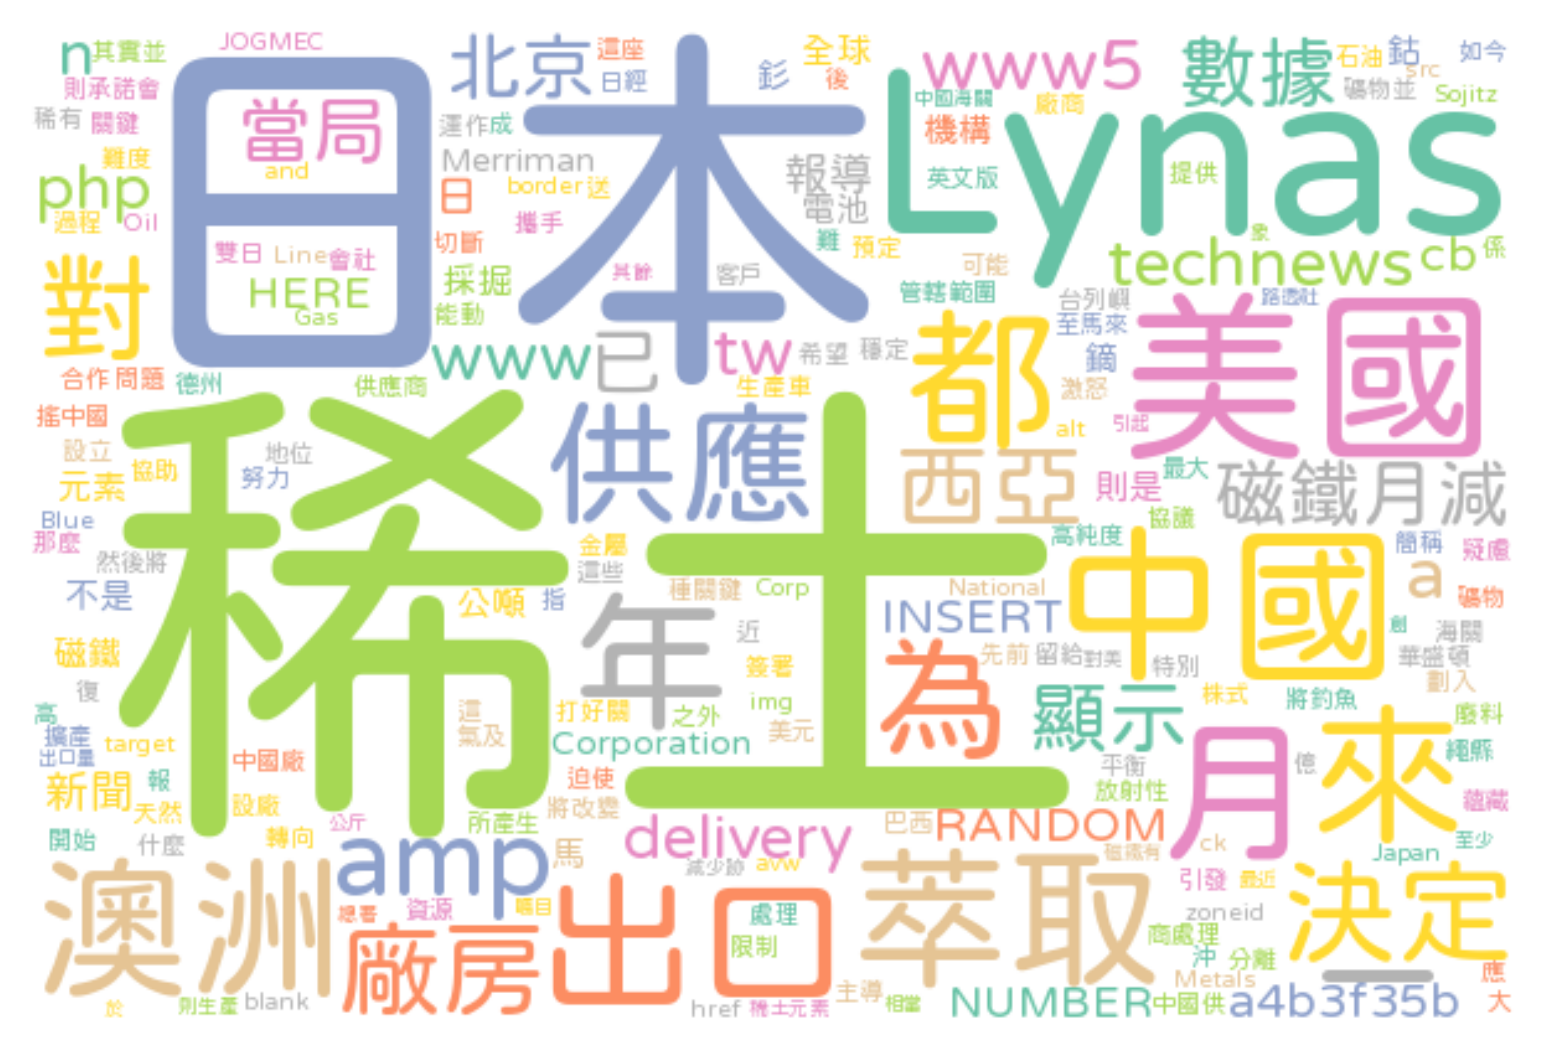 n
其實並
JOGMEC
北京
這座
全球
www5
數據
石油
鈷
如今
則承諾會
日本
日經
釤
後
中國海關
廠商
礦物並
src
Sojitz
稀有
關鍵
當局
and
運作
成
Merriman
報導
電池
機構
Lynas
難度
php
過程
Oil
日
border
送
攜手
英文版
提供
雙日
Line
會社
HERE
Gas
切斷
採掘
能動
其餘
客戶
難
預定
可能
管轄範圍
technews
象
cb
係
對
www
已
tw
希望
穩定
台列嶼
至馬來
路透社
鏑
都
美國
合作
問題
德州
供應商
生產車
激怒
alt
引起
搖中國
稀土
供應
設立
元素
協助
地位
努力
西亞
則是
最大
磁鐵月減
協議
高純度
Blue
那麼
然後將
金屬
這些
簡稱
疑慮
不是
公噸
指
種關鍵
Corp
National
INSERT
中國
a
礦物
年
近
創
海關
磁鐵
簽署
為
先前
留給
對美
特別
華盛頓
劃入
復
高
擴產
出口量
target
這
氣及
打好關
之外
img
美元
顯示
株式
將釣魚
廢料
中國廠
Corporation
迫使
將改變
平衡
放射性
月
億
來
繩縣
新聞
報
天然
設廠
公斤
所產生
delivery
巴西
RANDOM
蘊藏
開始
什麼
轉向
amp
馬
減少跡
avw
磁鐵有
ck
Japan
至少
澳洲
總署
資源
矚目
出口
處理
限制
萃取
引發
最近
zoneid
決定
廠房
商處理
沖
分離
Metals
一
應
大
於
則生產
blank
href
稀土元素
主導
相當
NUMBER
中國供
a4b3f35b